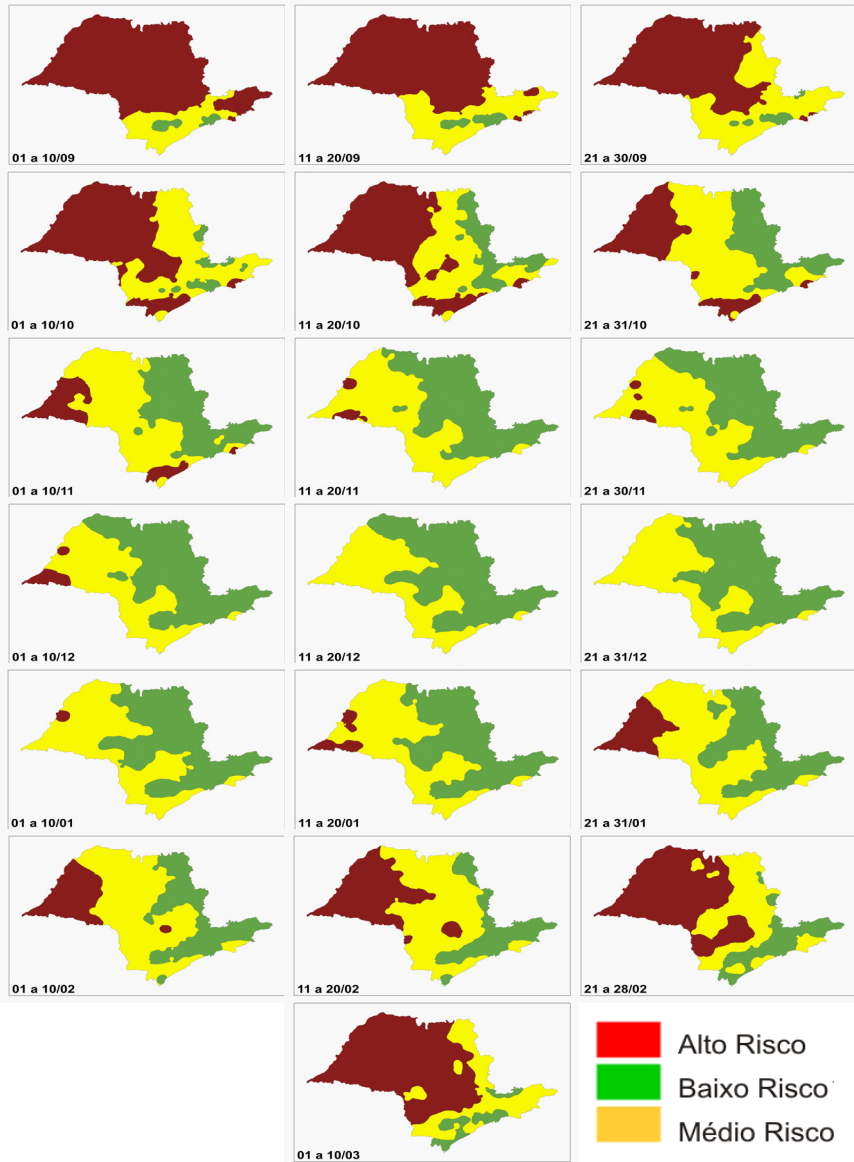 01 a 10/09
11 a 20/09
21 a 30/09
01 a 10/10
11 a 20/10
21 a 31/10
01 a 10/11
11 a 20/11
21 a 30/11
01 a 10/12
11 a 20/12
21 a 31/12
01 a 10/01
11 a 20/01
21 a 31/01
01 a 10/02
11 a 20/02
21 a 28/02
01 a 10/03
Alto Risco
Baixo Risco
Médio Risco